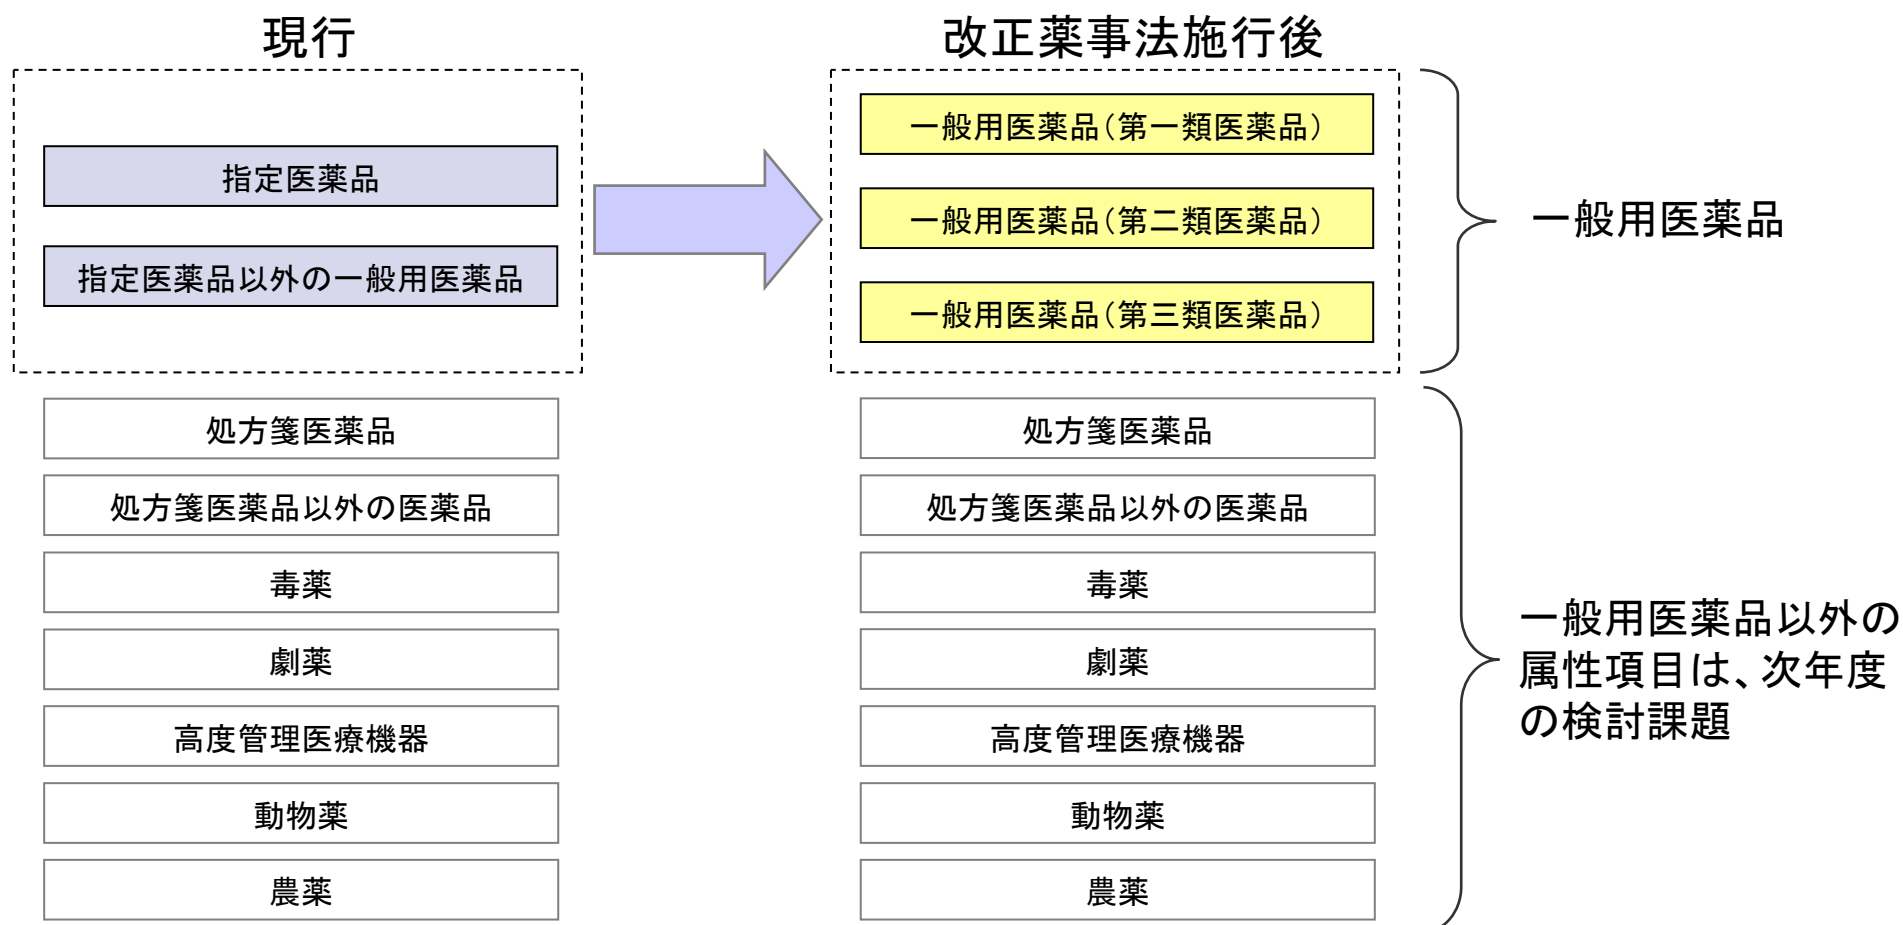 現行
指定医薬品
指定医薬品以外の一般用医薬品
処方箋医薬品
処方箋医薬品以外の医薬品
毒薬
劇薬
高度管理医療機器
動物薬
農薬
改正薬事法施行後
一般用医薬品（第一類医薬品）
一般用医薬品（第二類医薬品）
一般用医薬品（第三類医薬品）
処方箋医薬品
処方箋医薬品以外の医薬品
毒薬
劇薬
高度管理医療機器
動物薬
農薬
一般用医薬品
一般用医薬品以外の
属性項目は、次年度
の検討課題